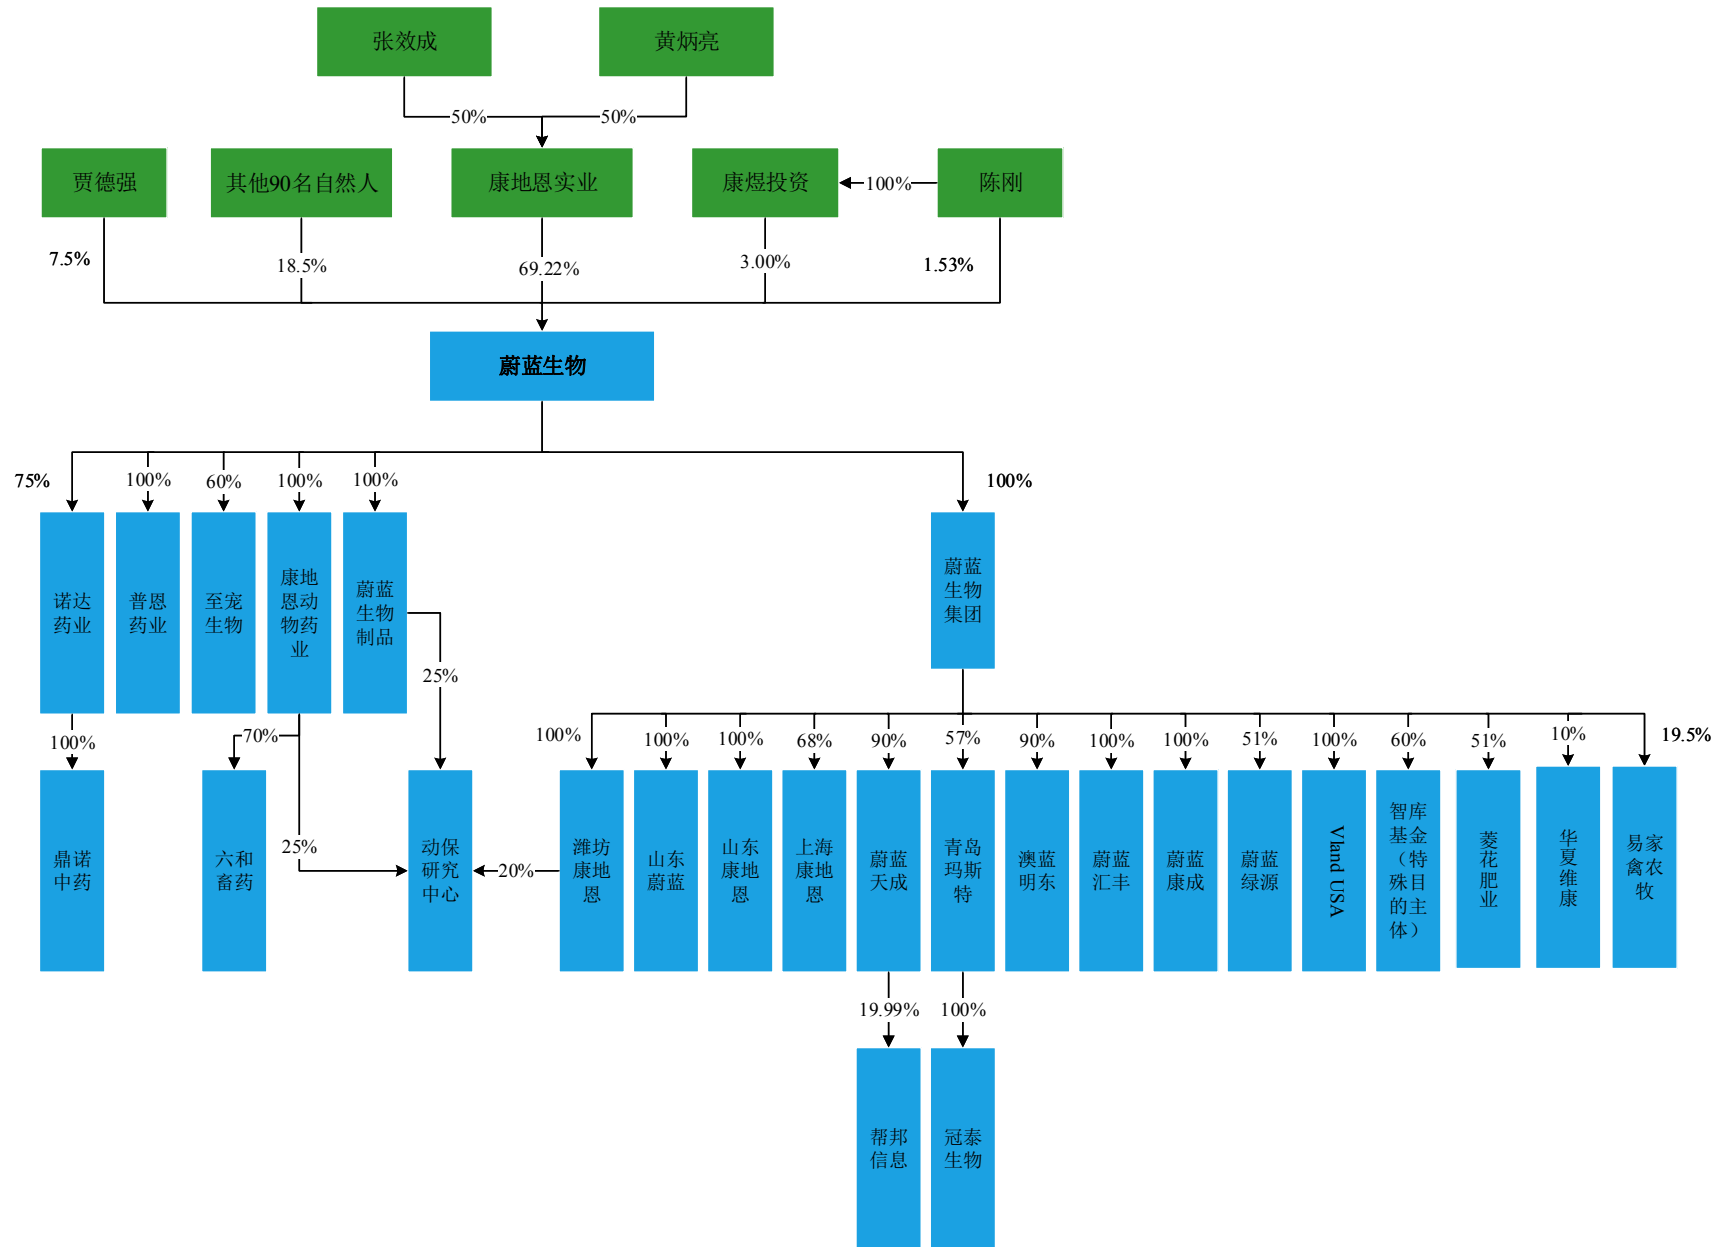 张效成
黄炳亮
50%
50%
贾德强
其他90名自然人
康地恩实业
康煜投资
100%
陈刚
7.5%
18.5%
69.22%
3.00%
1.53%
蔚蓝生物
75%
100%
60%
100%
100%
100%
诺达
药业
普恩
药业
至宠
生物
康地
恩动
物药
业
蔚蓝
生物
制品
蔚蓝
生物
集团
25%
100%
70%
25%
20%
100%
100%
100%
68%
90%
57%
90%
100%
100%
51%
100%
60%
51%
10%
19.5%
鼎诺
中药
六和
畜药
动保
研究
中心
潍坊
康地
恩
山东
蔚蓝
山东
康地
恩
上海
康地
恩
蔚蓝
天成
青岛
玛斯
特
澳蓝
明东
蔚蓝
汇丰
蔚蓝
康成
蔚蓝
绿源
Vland USA
智库
基金
（特
殊目
的主
体）
菱花肥业
华夏维康
易家
禽农
牧
19.99%
100%
帮邦
信息
冠泰
生物